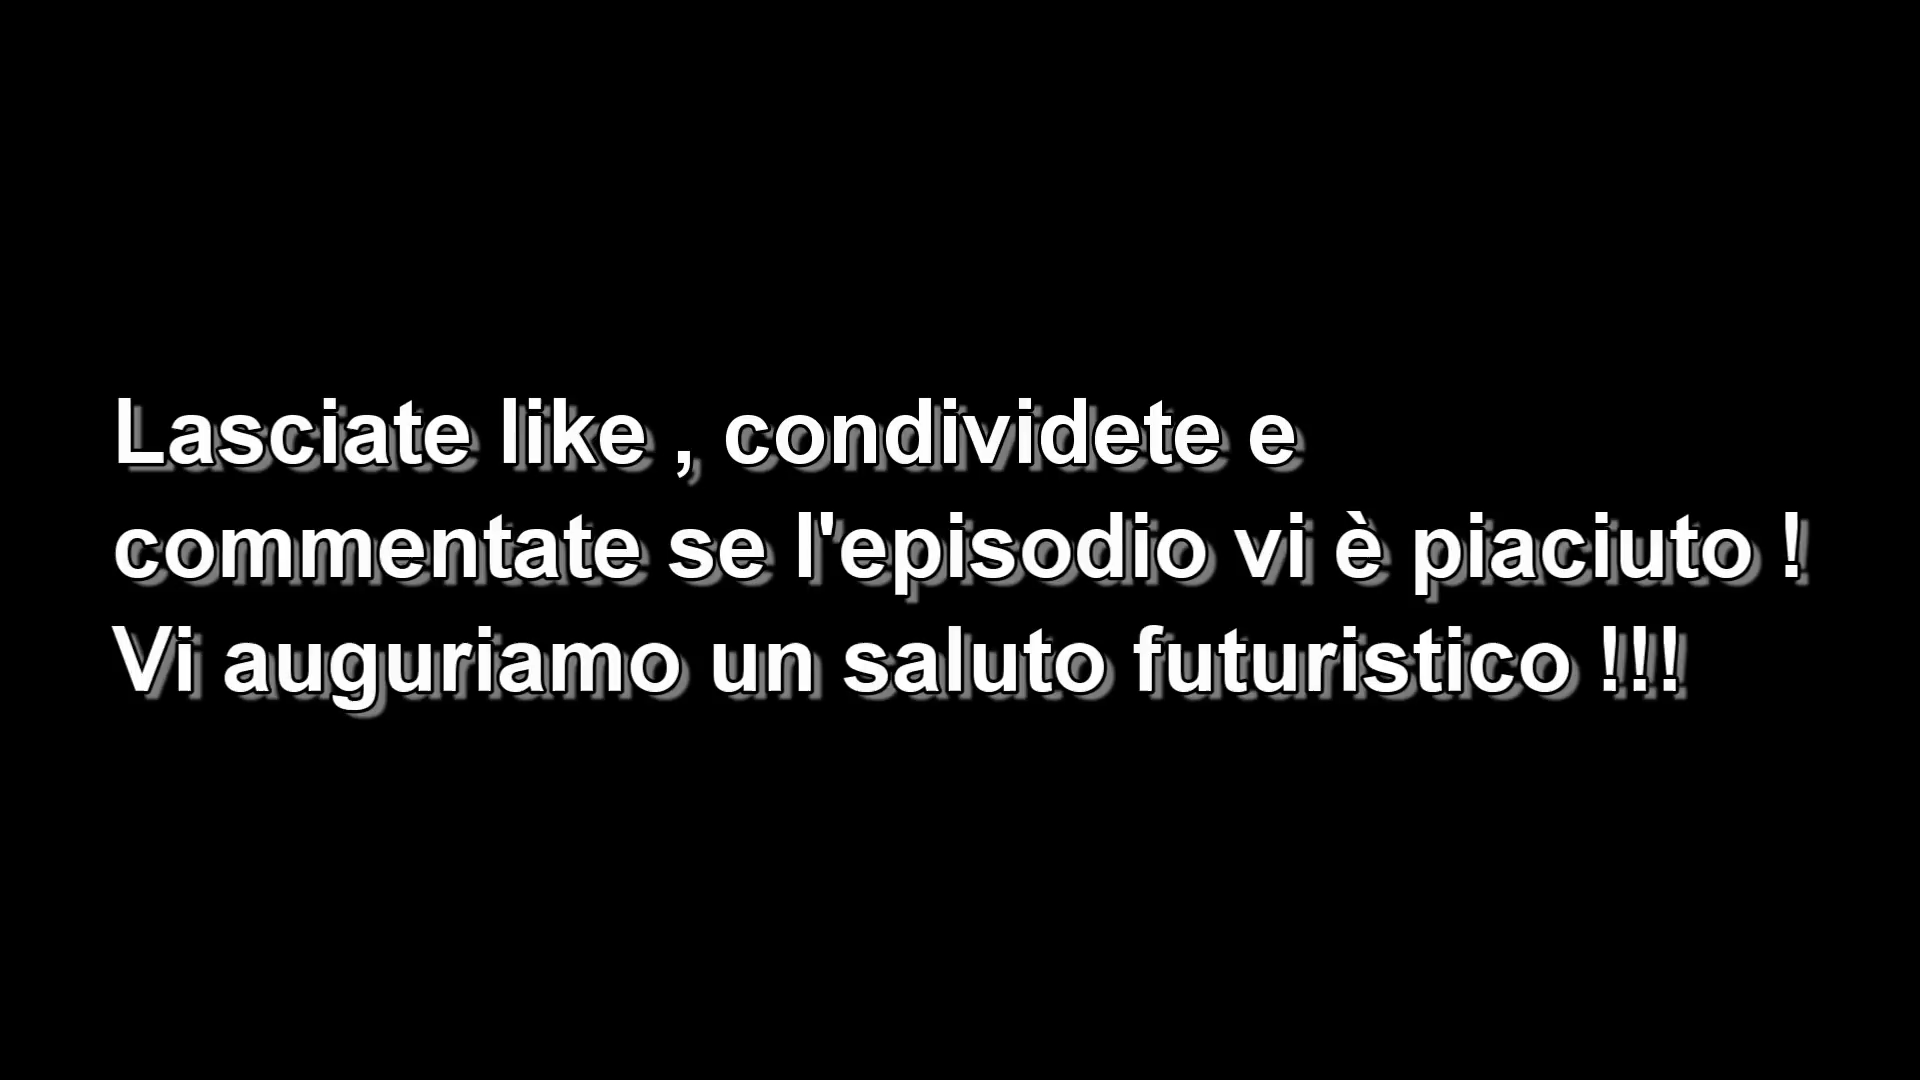 Lasciate like , condividete e
commentate se l'episodio vi è piaciuto !
Vi auguriamo un saluto futuristico !!!